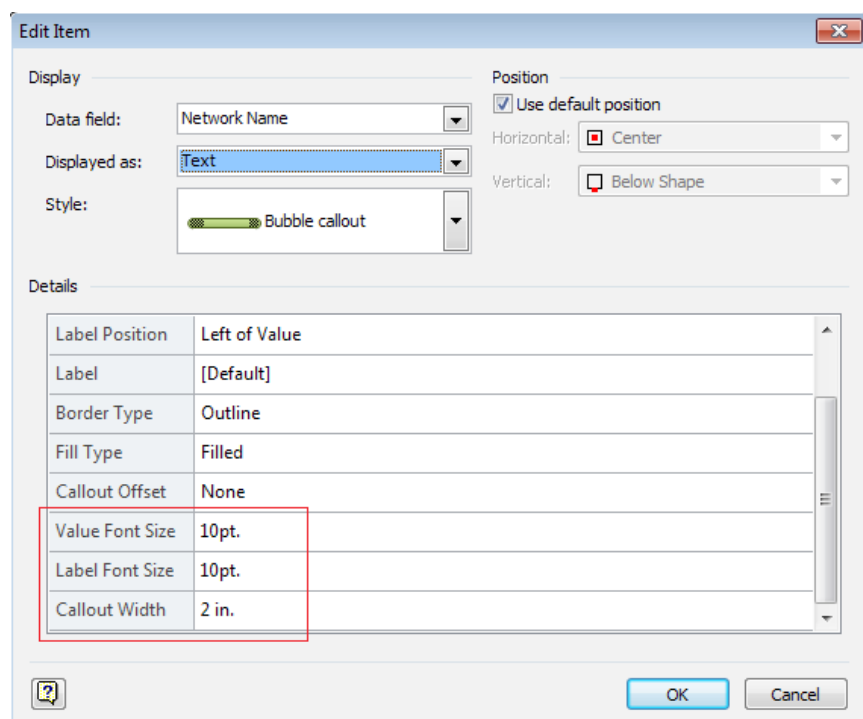 Edit Item
Display
Data field: Network Name
Displayed as: Text
Style: Bubble callout
Position
Use default position
Horizontal: Center
Vertical: Below Shape
Details
Label Position Left of Value
Label [Default]
Border Type Outline
Fill Type Filled
Callout Offset None
Value Font Size 10pt.
Label Font Size 10pt.
Callout Width 2 in.
OK Cancel